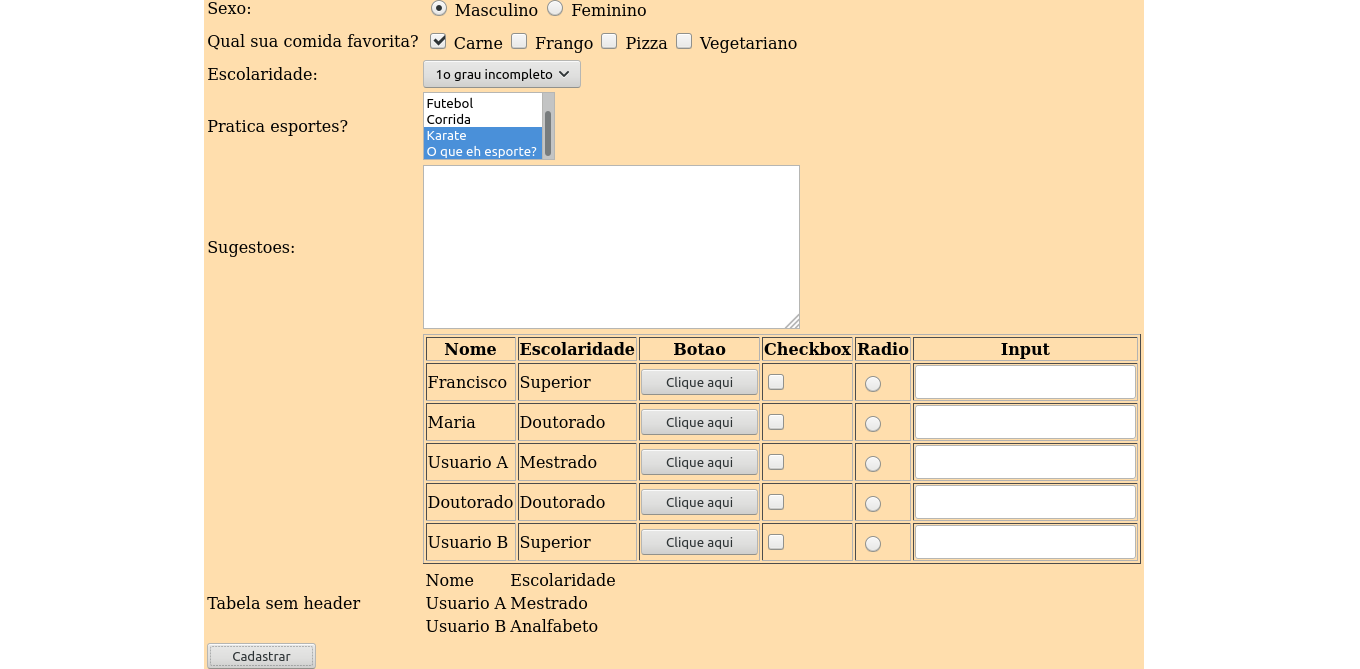 Sexo: Masculino Feminino
Qual sua comida favorita? Carne Frango Pizza Vegetariano
Escolaridade: 1o grau incompleto
Futebol
Corrida
Pratica esportes?
Karate
O que eh esporte?
Sugestoes:
Nome Escolaridade Botao Checkbox Radio Input
Francisco Superior Clique aqui
Maria Doutorado Clique aqui
Usuario A Mestrado Clique aqui
Doutorado Doutorado Clique aqui
Usuario B Superior Clique aqui
Nome Escolaridade
Tabela sem header Usuario A Mestrado
Usuario B Analfabeto
Cadastrar